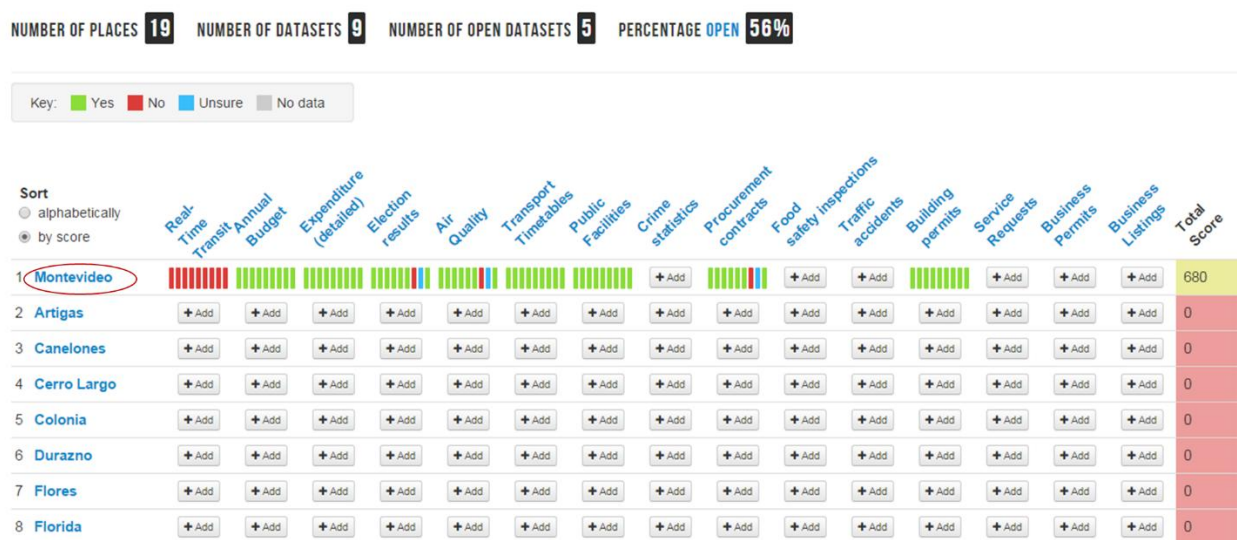 NUMBER OF PLACES 19 NUMBER OF DATASETS 9 NUMBER OF OPEN DATASETS 5 PERCENTAGE OPEN 56%
Key: Yes No Unsure No data
Sort
alphabetically
by score
Real-Time Transit
Annual Budget
Expenditure (detailed)
Election results
Air Quality
Transport Timetables
Public Facilities
Crime statistics
Procurement contracts
Food safety inspections
Traffic accidents
Building permits
Service Requests
Business Permits
Business Listings
Total Score
1 Montevideo + Add + Add + Add + Add + Add + Add 680
2 Artigas + Add + Add + Add + Add + Add + Add + Add + Add + Add + Add + Add + Add + Add + Add + Add 0
3 Canelones + Add + Add + Add + Add + Add + Add + Add + Add + Add + Add + Add + Add + Add + Add + Add 0
4 Cerro Largo + Add + Add + Add + Add + Add + Add + Add + Add + Add + Add + Add + Add + Add + Add + Add 0
5 Colonia + Add + Add + Add + Add + Add + Add + Add + Add + Add + Add + Add + Add + Add + Add + Add 0
6 Durazno + Add + Add + Add + Add + Add + Add + Add + Add + Add + Add + Add + Add + Add + Add + Add 0
7 Flores + Add + Add + Add + Add + Add + Add + Add + Add + Add + Add + Add + Add + Add + Add + Add 0
8 Florida + Add + Add + Add + Add + Add + Add + Add + Add + Add + Add + Add + Add + Add + Add + Add 0